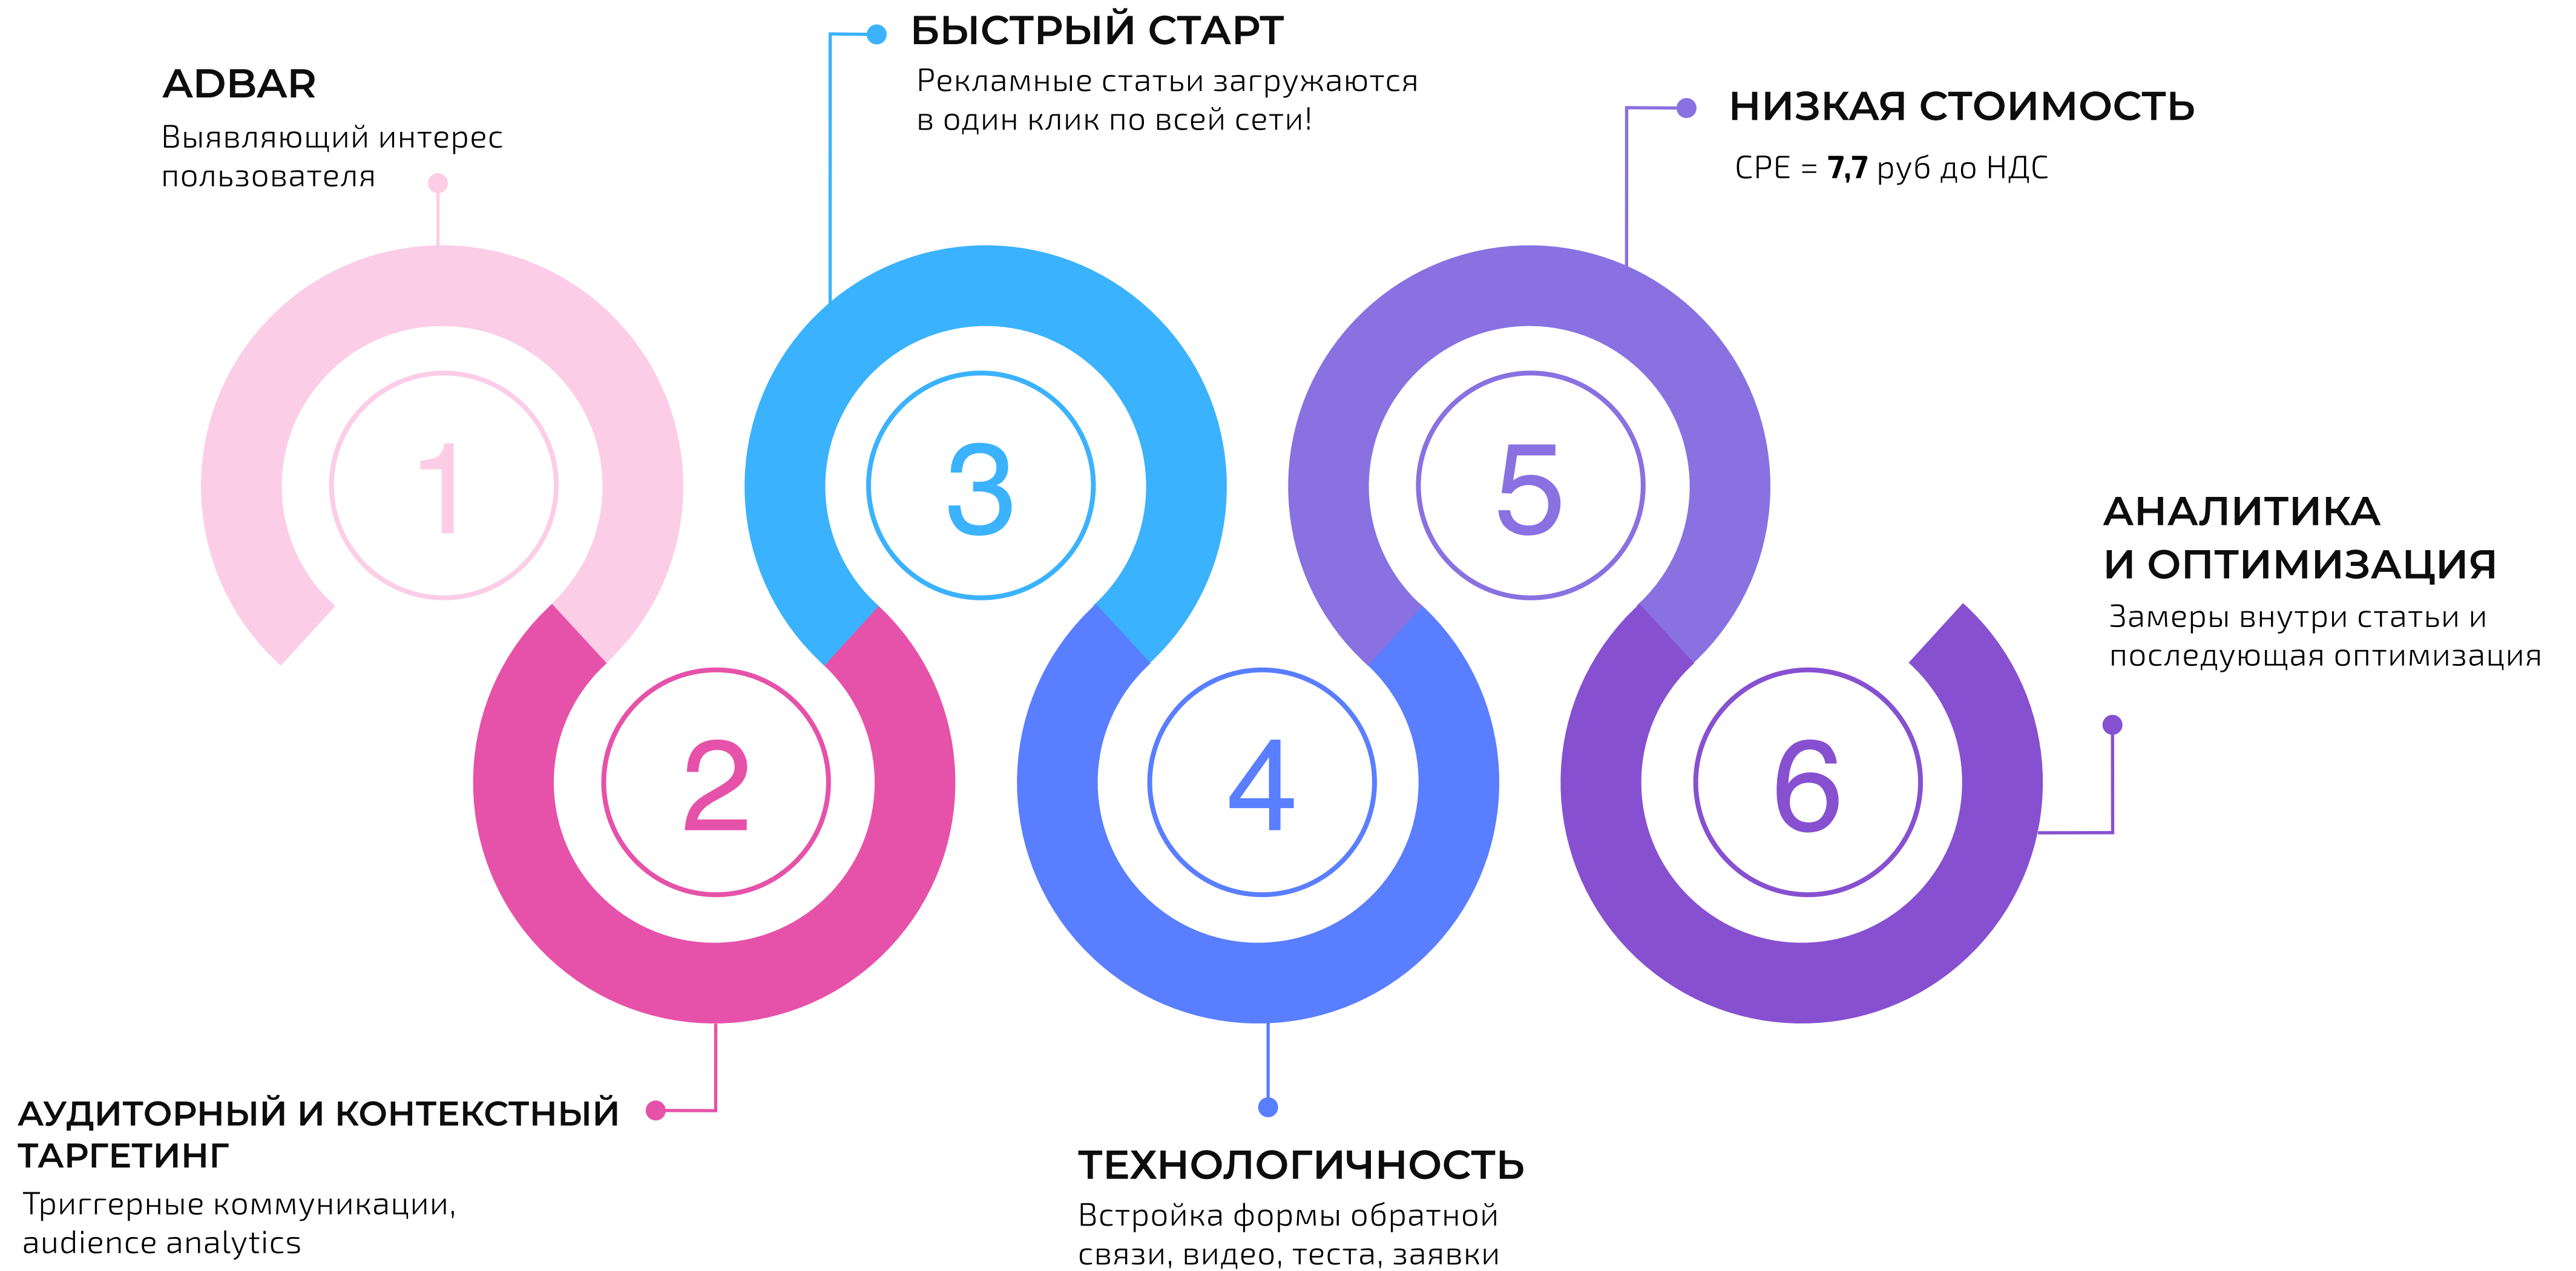 ADBAR
Выявляющий интерес
пользователя
1
АУДИТОРНЫЙ И КОНТЕКСТНЫЙ
ТАРГЕТИНГ
Триггерные коммуникации,
audience analytics
2
БЫСТРЫЙ СТАРТ
Рекламные статьи загружаются
в один клик по всей сети!
3
ТЕХНОЛОГИЧНОСТЬ
Встройка формы обратной
связи, видео, теста, заявки
4
НИЗКАЯ СТОИМОСТЬ
CPE = 7,7 руб до НДС
5
АНАЛИТИКА
И ОПТИМИЗАЦИЯ
Замеры внутри статьи и
последующая оптимизация
6